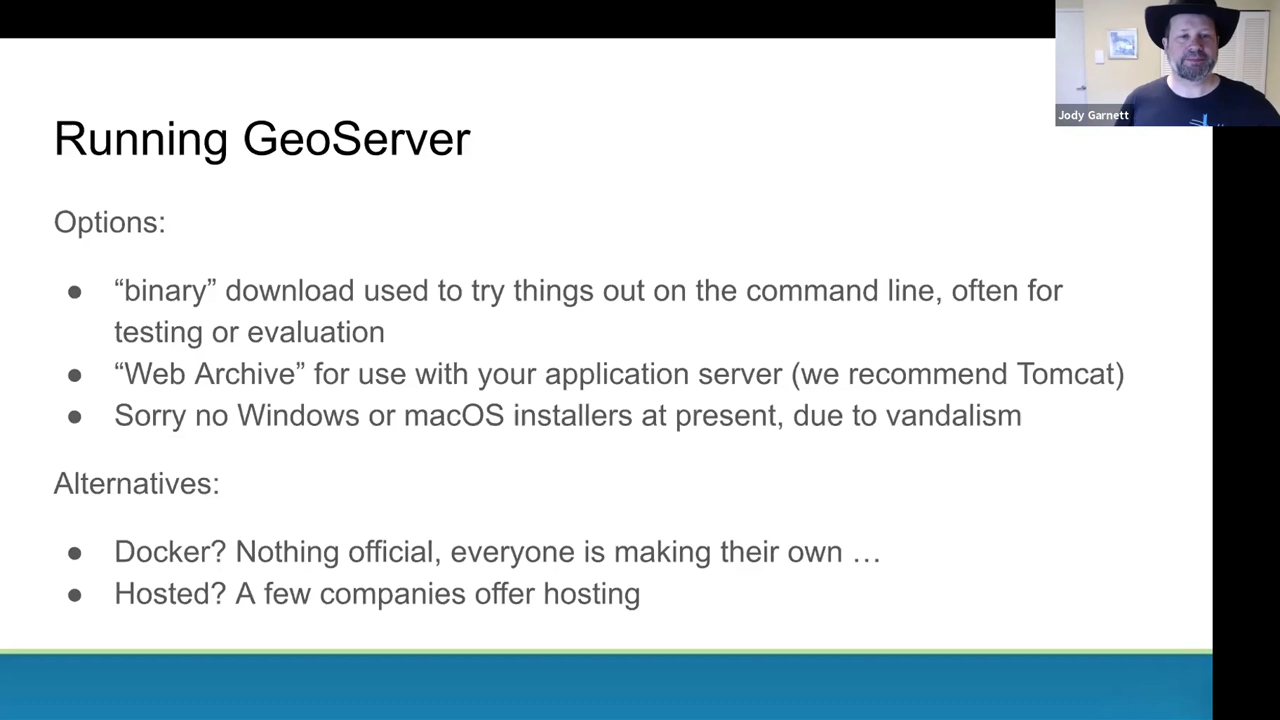 Jody Garnett
Running GeoServer
Options:
● “binary” download used to try things out on the command line, often for
testing or evaluation
● “Web Archive” for use with your application server (we recommend Tomcat)
● Sorry no Windows or macOS installers at present, due to vandalism
Alternatives:
● Docker? Nothing official, everyone is making their own …
● Hosted? A few companies offer hosting